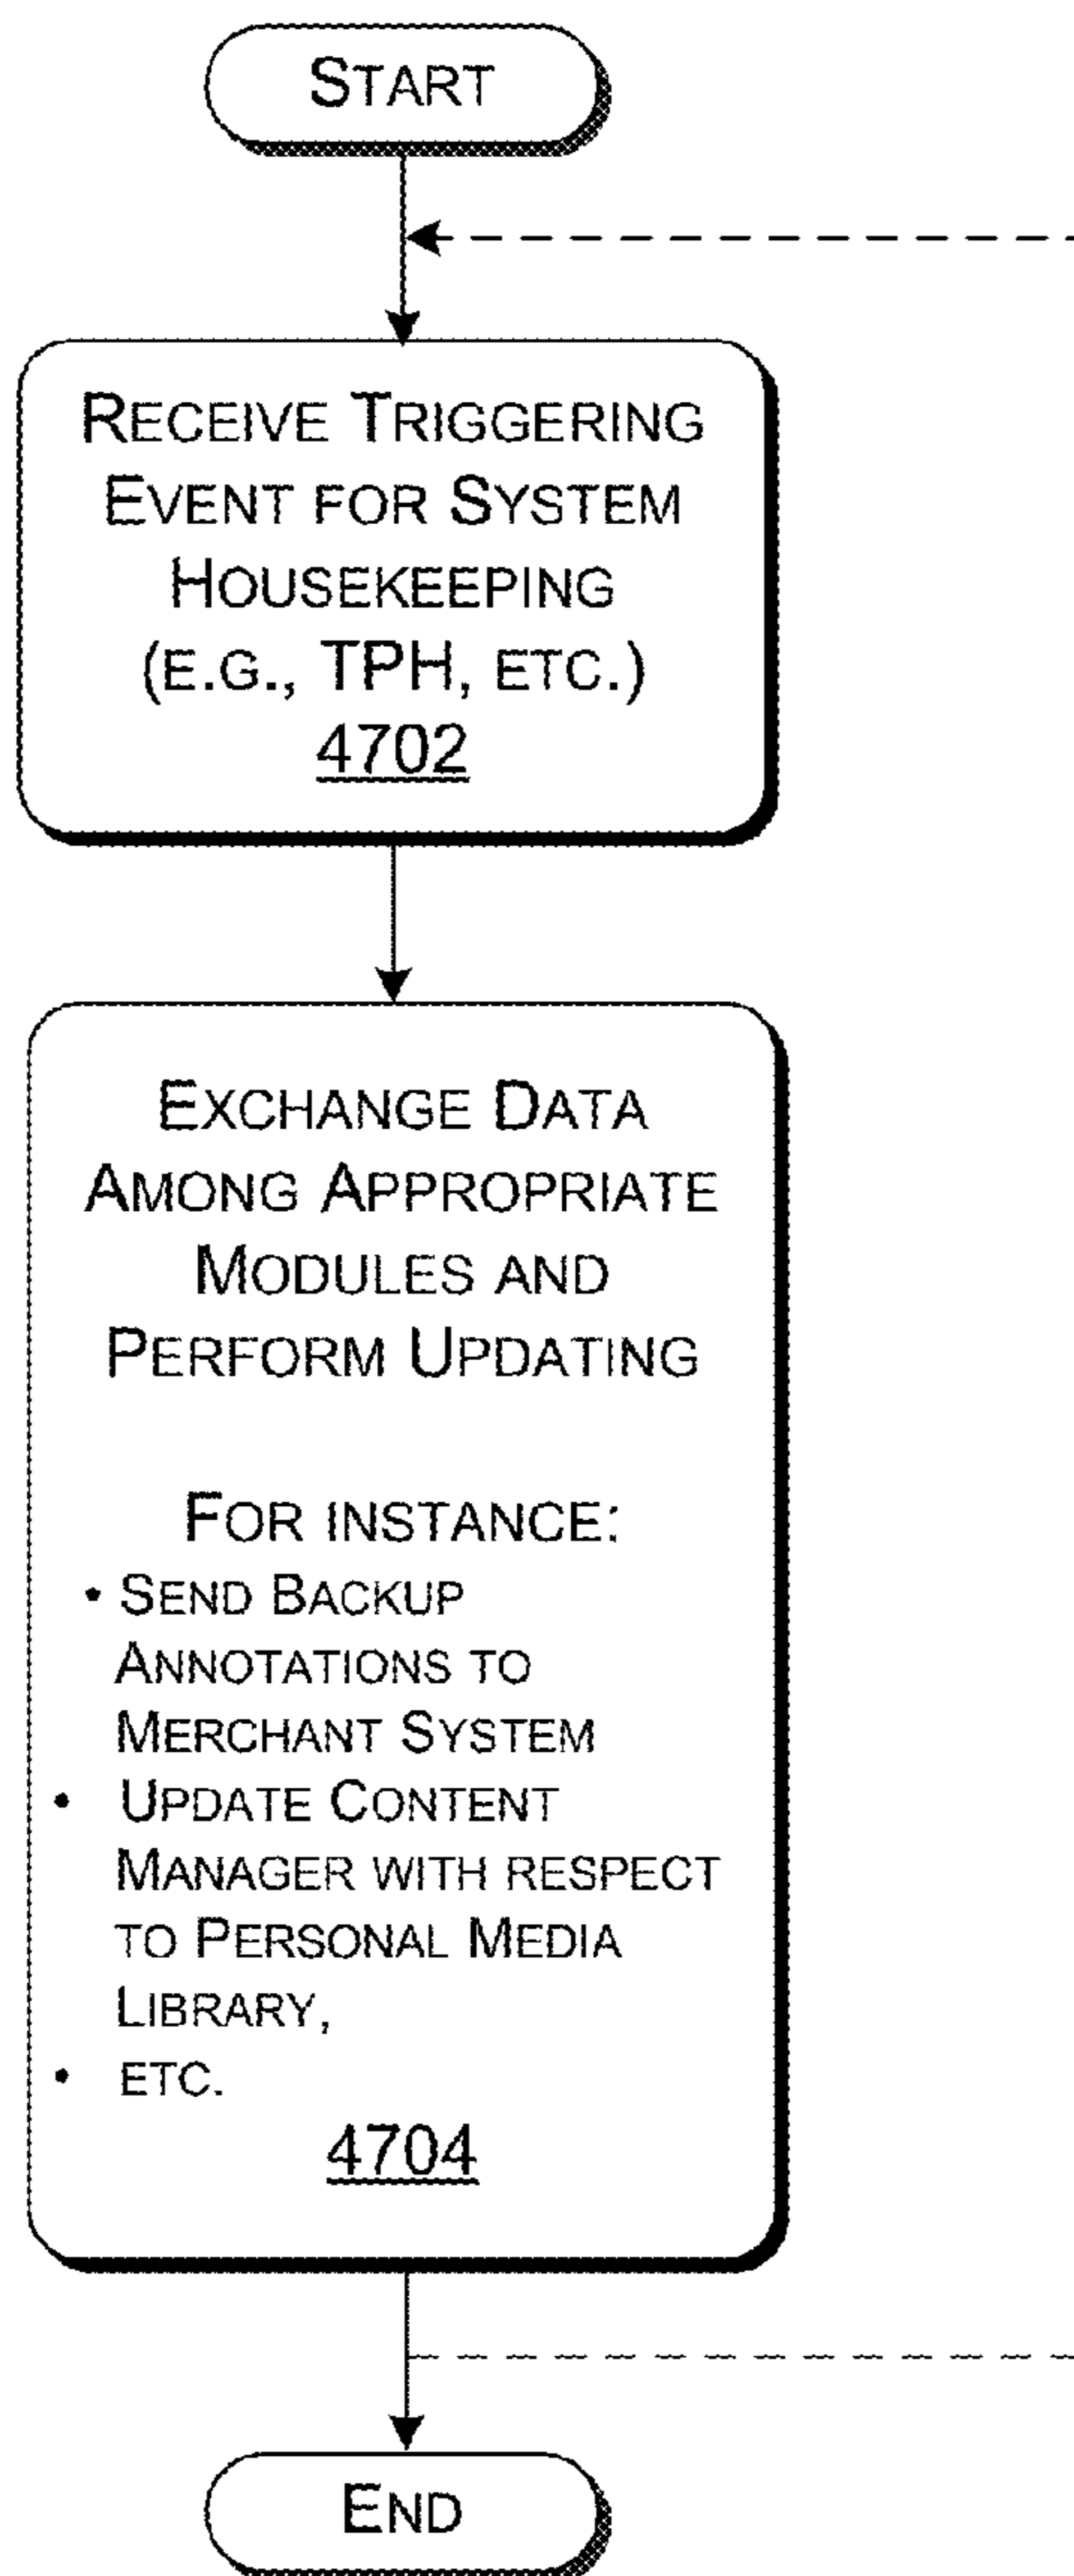 START
RECEIVE TRIGGERING
EVENT FOR SYSTEM
HOUSEKEEPING
(E.G., TPH, ETC.)
4702
EXCHANGE DATA
AMONG APPROPRIATE
MODULES AND
PERFORM UPDATING
FOR INSTANCE:
• SEND BACKUP
ANNOTATIONS TO
MERCHANT SYSTEM
• UPDATE CONTENT
MANAGER WITH RESPECT
TO PERSONAL MEDIA
LIBRARY,
• ETC.
4704
END